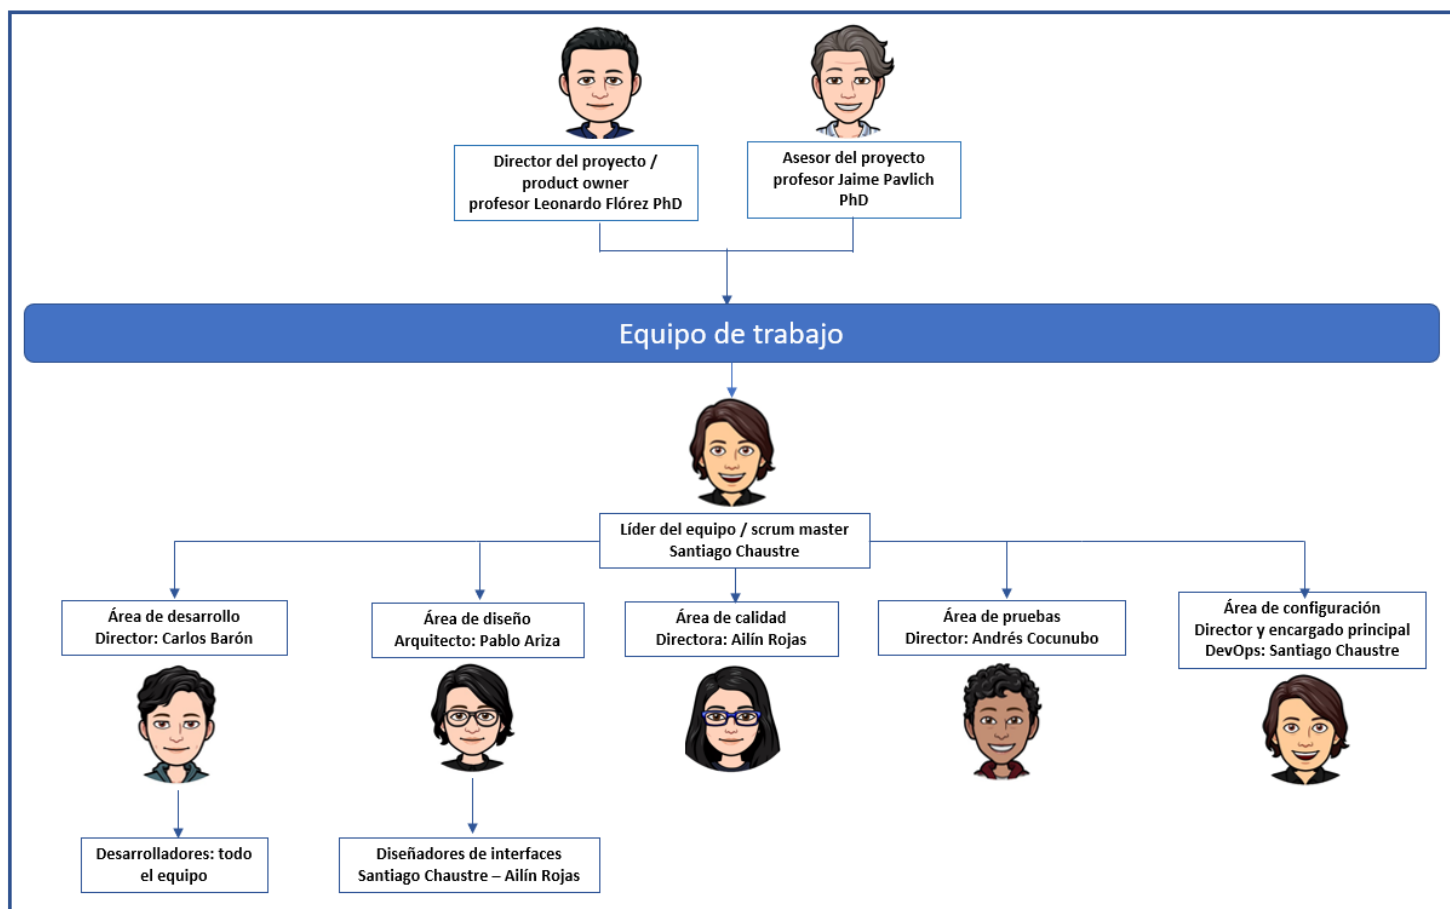 Director del proyecto /
product owner
profesor Leonardo Flórez PhD
Asesor del proyecto
profesor Jaime Pavlich
PhD
Equipo de trabajo
Líder del equipo / scrum master
Santiago Chaustre
Área de desarrollo
Director: Carlos Barón
Área de diseño
Arquitecto: Pablo Ariza
Área de calidad
Directora: Ailín Rojas
Área de pruebas
Director: Andrés Cocunubo
Área de configuración
Director y encargado principal
DevOps: Santiago Chaustre
Desarrolladores: todo
el equipo
Diseñadores de interfaces
Santiago Chaustre – Ailín Rojas